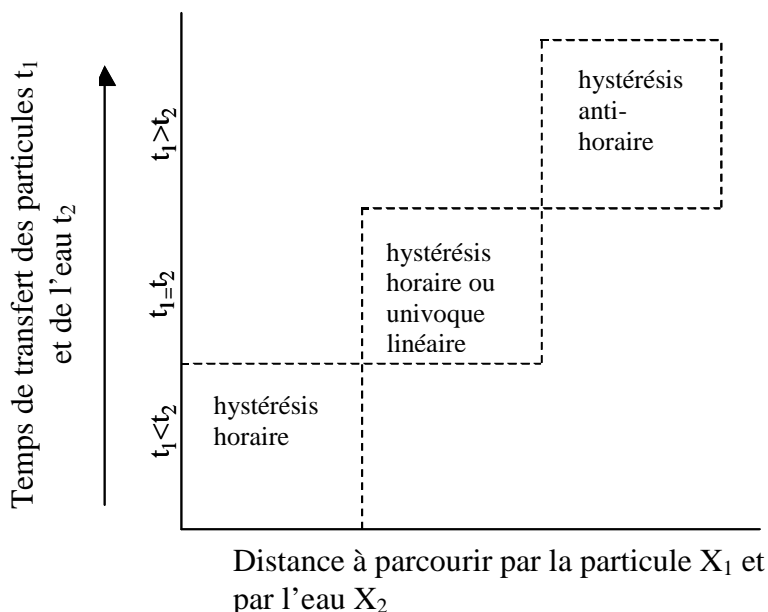 Temps de transfert des particules t₁
et de l'eau t₂
t₁>t₂
t₁=t₂
t₁<t₂
hystérésis
anti-
horaire
hystérésis
horaire ou
univoque
linéaire
hystérésis
horaire
Distance à parcourir par la particule X₁ et
par l'eau X₂